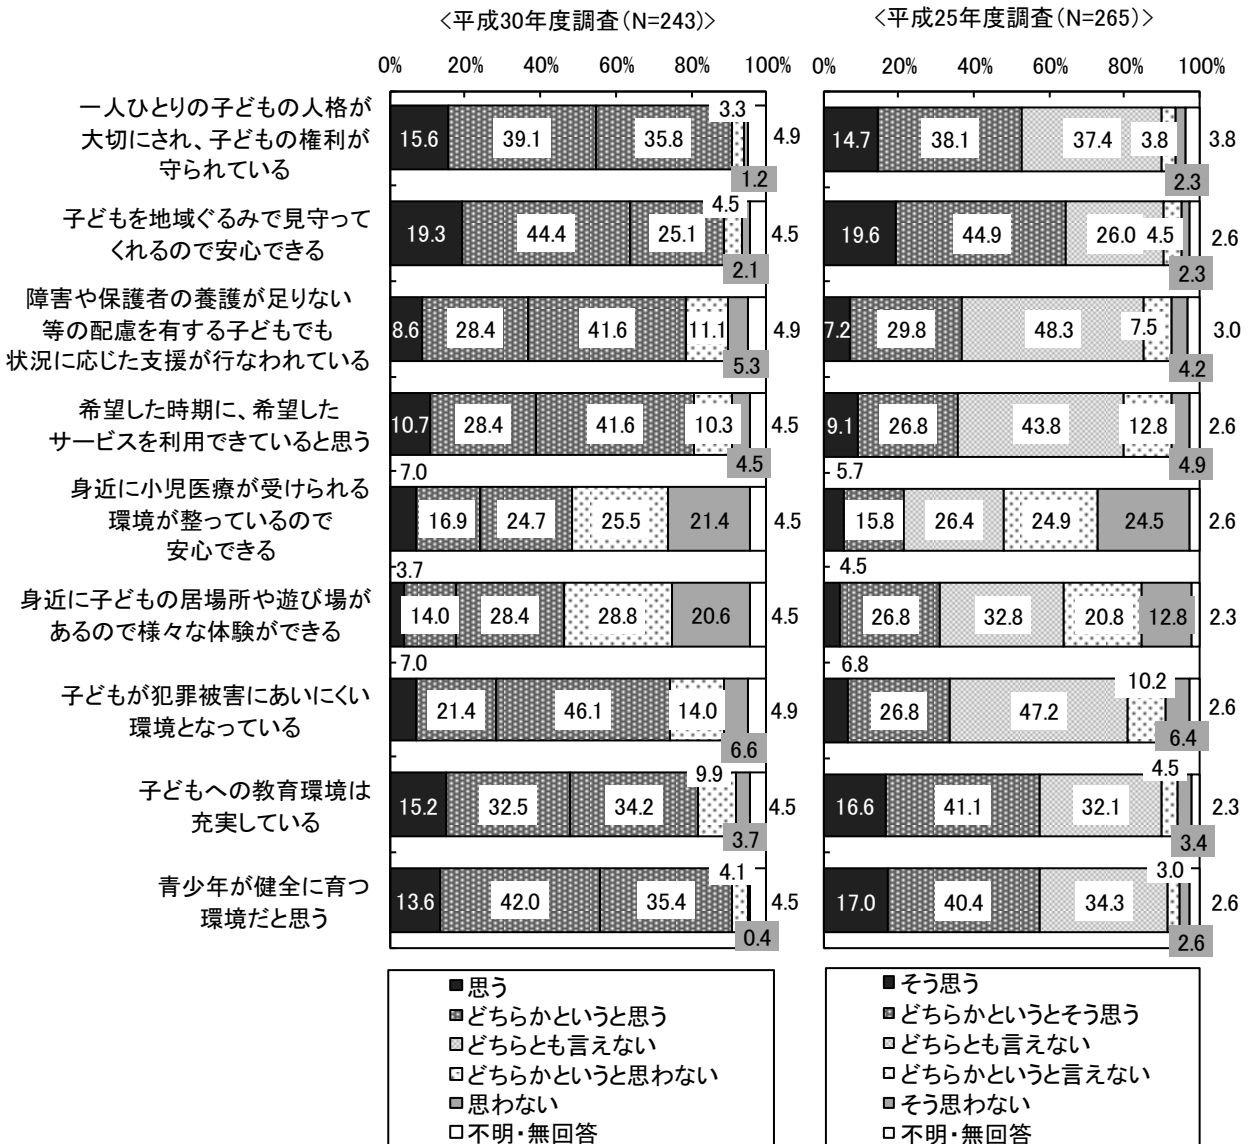 <平成30年度調査(N=243)>
<平成25年度調査(N=265)>
0% 20% 40% 60% 80% 100%
0% 20% 40% 60% 80% 100%
一人ひとりの子どもの人格が
大切にされ、子どもの権利が
守られている
15.6 39.1 35.8 3.3 1.2 4.9
14.7 38.1 37.4 3.8 2.3 3.8
子どもを地域ぐるみで見守って
くれるので安心できる
19.3 44.4 25.1 4.5 2.1 4.5
19.6 44.9 26.0 4.5 2.3 2.6
障害や保護者の養護が足りない
等の配慮を有する子どもでも
状況に応じた支援が行なわれている
8.6 28.4 41.6 11.1 5.3 4.9
7.2 29.8 48.3 7.5 4.2 3.0
希望した時期に、希望した
サービスを利用できていると思う
10.7 28.4 41.6 10.3 4.5 4.5
9.1 26.8 43.8 12.8 4.9 2.6
身近に小児医療が受けられる
環境が整っているので
安心できる
7.0 16.9 24.7 25.5 21.4 4.5
5.7 15.8 26.4 24.9 24.5 2.6
身近に子どもの居場所や遊び場が
あるので様々な体験ができる
3.7 14.0 28.4 28.8 20.6 4.5
4.5 26.8 32.8 20.8 12.8 2.3
子どもが犯罪被害にあいにくい
環境となっている
7.0 21.4 46.1 14.0 6.6 4.9
6.8 26.8 47.2 10.2 6.4 2.6
子どもへの教育環境は
充実している
15.2 32.5 34.2 9.9 3.7 4.5
16.6 41.1 32.1 4.5 3.4 2.3
青少年が健全に育つ
環境だと思う
13.6 42.0 35.4 4.1 0.4 4.5
17.0 40.4 34.3 3.0 2.6 2.6
思う
どちらかというと思う
どちらとも言えない
どちらかというと思わない
思わない
不明・無回答
そう思う
どちらかというとそう思う
どちらとも言えない
どちらかというと言えない
そう思わない
不明・無回答